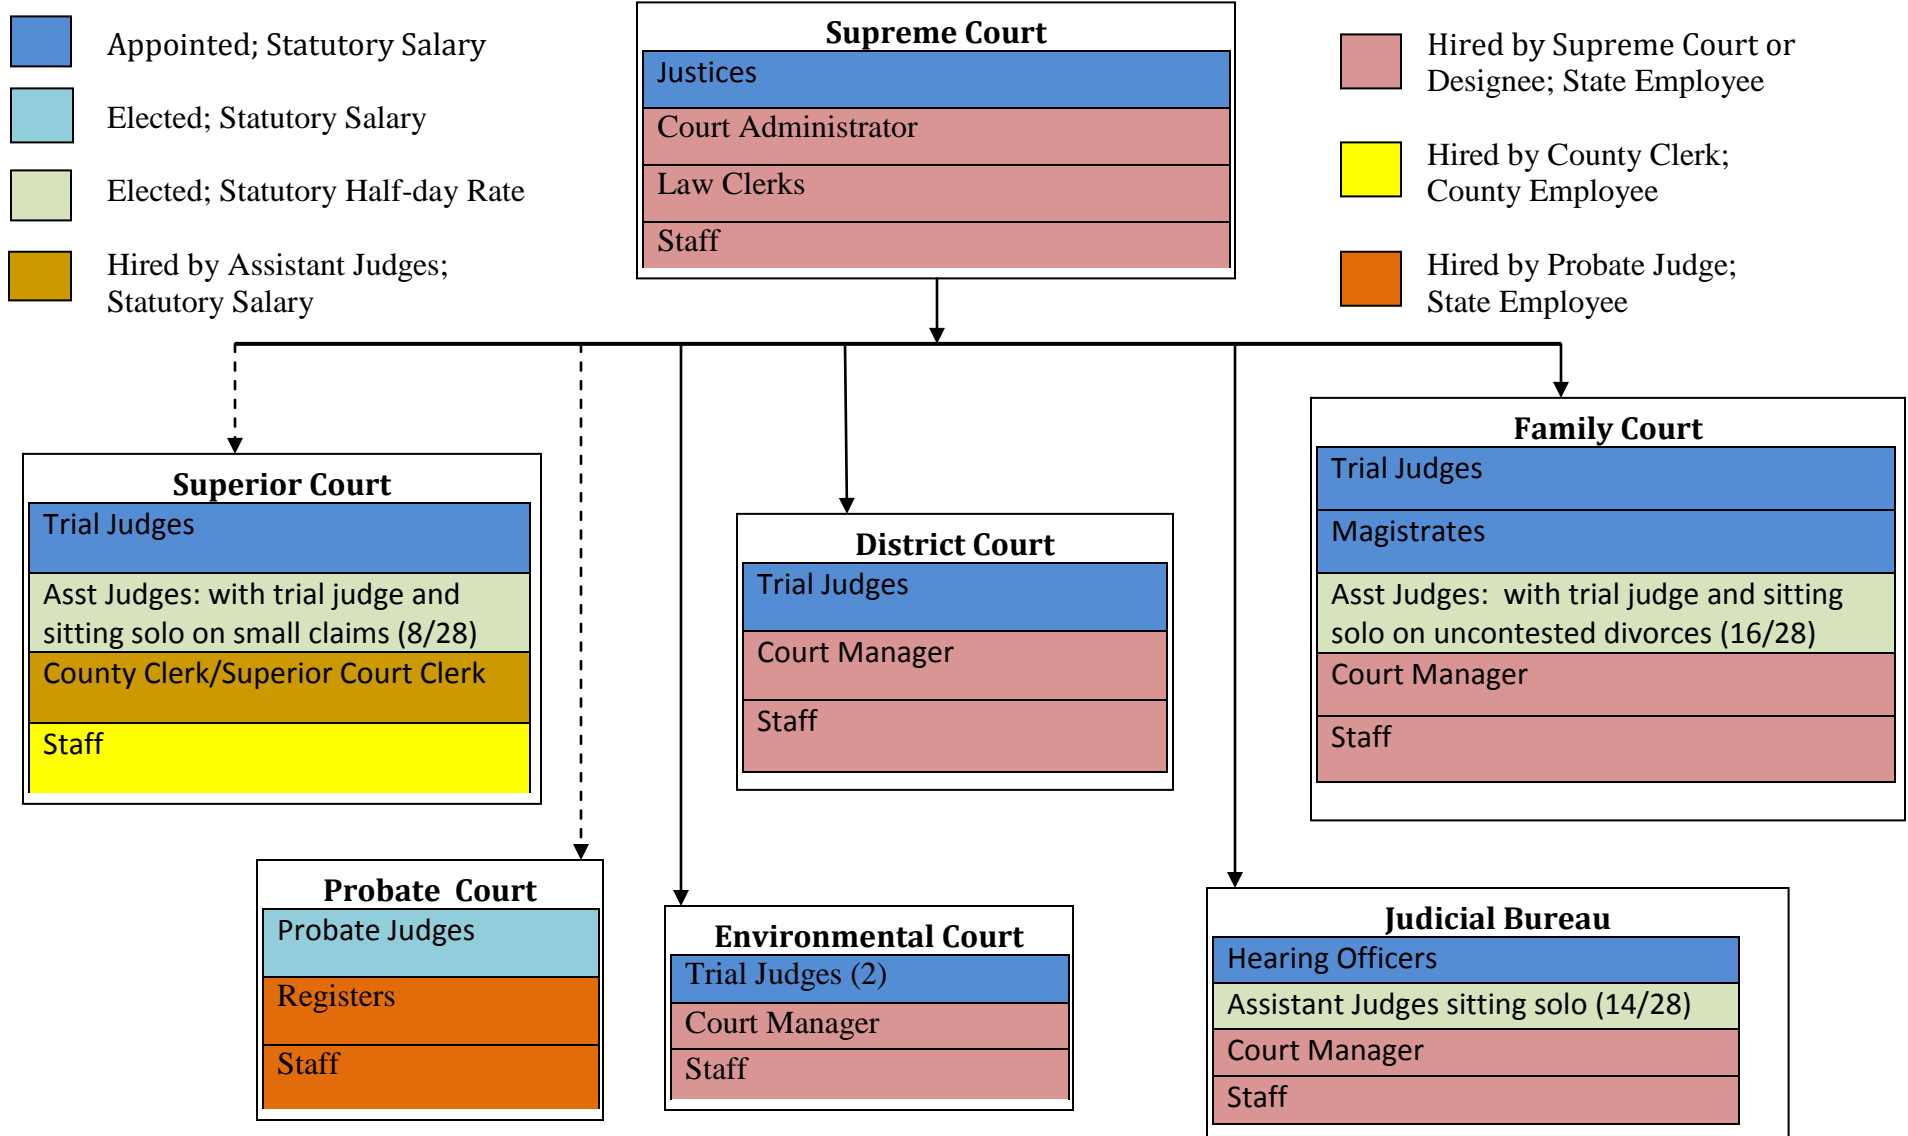 Appointed; Statutory Salary
Elected; Statutory Salary
Elected; Statutory Half-day Rate
Hired by Assistant Judges;
Statutory Salary
Supreme Court
Justices
Court Administrator
Law Clerks
Staff
Hired by Supreme Court or
Designee; State Employee
Hired by County Clerk;
County Employee
Hired by Probate Judge;
State Employee
Superior Court
Trial Judges
Asst Judges: with trial judge and
sitting solo on small claims (8/28)
County Clerk/Superior Court Clerk
Staff
District Court
Trial Judges
Court Manager
Staff
Family Court
Trial Judges
Magistrates
Asst Judges:  with trial judge and sitting
solo on uncontested divorces (16/28)
Court Manager
Staff
Probate  Court
Probate Judges
Registers
Staff
Environmental Court
Trial Judges (2)
Court Manager
Staff
Judicial Bureau
Hearing Officers
Assistant Judges sitting solo (14/28)
Court Manager
Staff